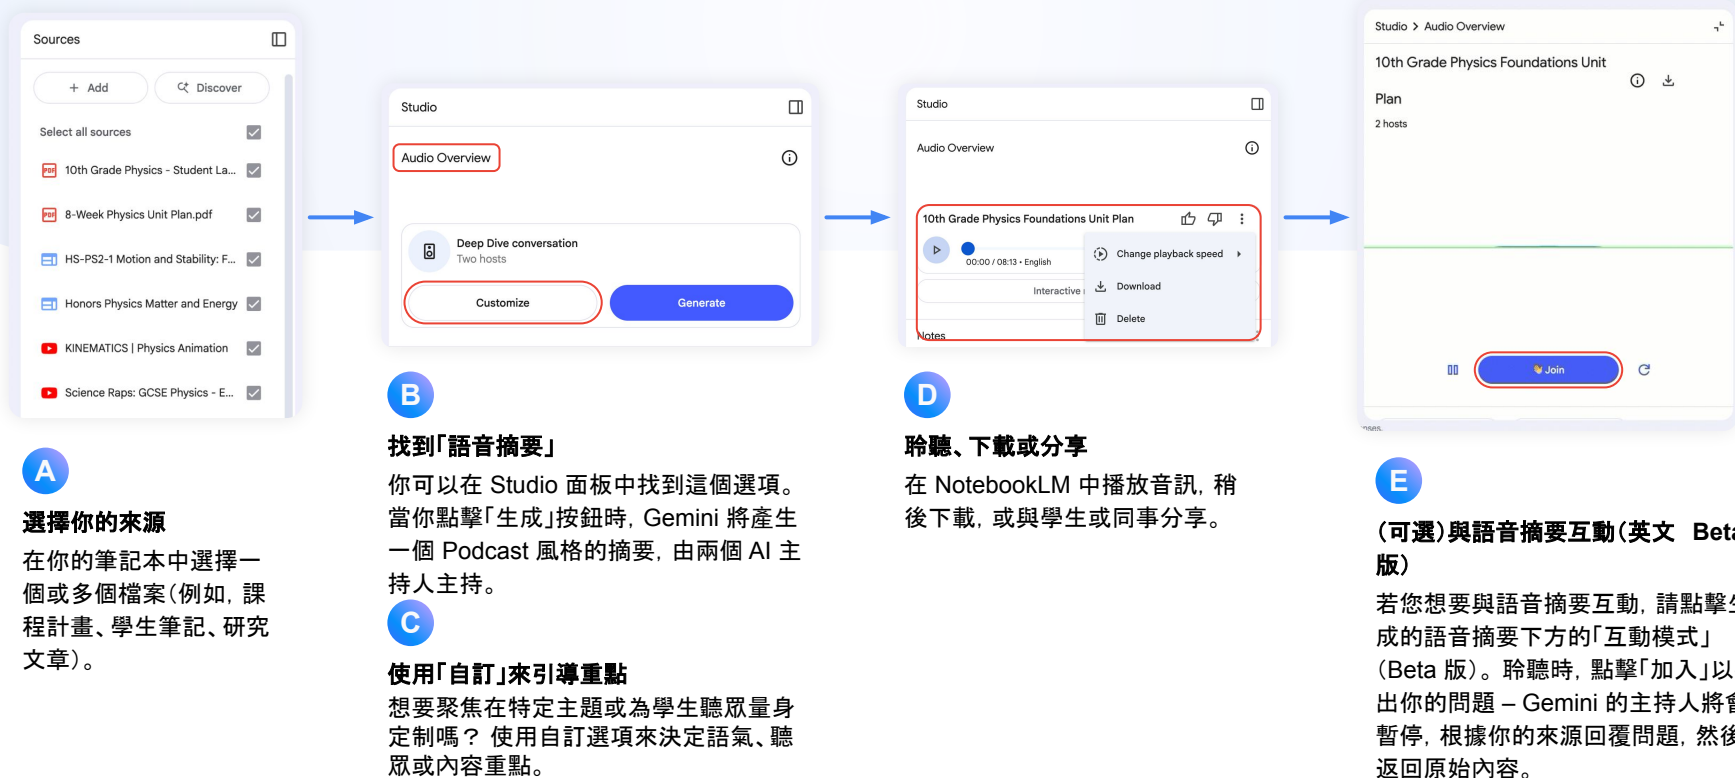 Sources
+ Add
Discover
Select all sources
10th Grade Physics - Student La...
8-Week Physics Unit Plan.pdf
HS-PS2-1 Motion and Stability: F...
Honors Physics Matter and Energy
KINEMATICS | Physics Animation
Science Raps: GCSE Physics - E...
A
選擇你的來源
在你的筆記本中選擇一
個或多個檔案(例如, 課
程計畫、學生筆記、研究
文章)。
Studio
Audio Overview
Deep Dive conversation
Two hosts
Customize
Generate
B
找到「語音摘要」
你可以在 Studio 面板中找到這個選項。
當你點擊「生成」按鈕時, Gemini 將產生
一個 Podcast 風格的摘要, 由兩個 AI 主
持人主持。
C
使用「自訂」來引導重點
想要聚焦在特定主題或為學生聽眾量身
定制嗎? 使用自訂選項來決定語氣、聽
眾或內容重點。
Studio
Audio Overview
10th Grade Physics Foundations Unit Plan
00:00 / 08:13 • English
Change playback speed
Interactive
Download
Delete
Notes
D
聆聽、下載或分享
在 NotebookLM 中播放音訊, 稍
後下載, 或與學生或同事分享。
Studio > Audio Overview
10th Grade Physics Foundations Unit
Plan
2 hosts
👋 Join
E
(可選)與語音摘要互動(英文 Beta
版)
若您想要與語音摘要互動, 請點擊生
成的語音摘要下方的「互動模式」
(Beta 版)。聆聽時, 點擊「加入」以
出你的問題 – Gemini 的主持人將會
暫停, 根據你的來源回覆問題, 然後
返回原始內容。